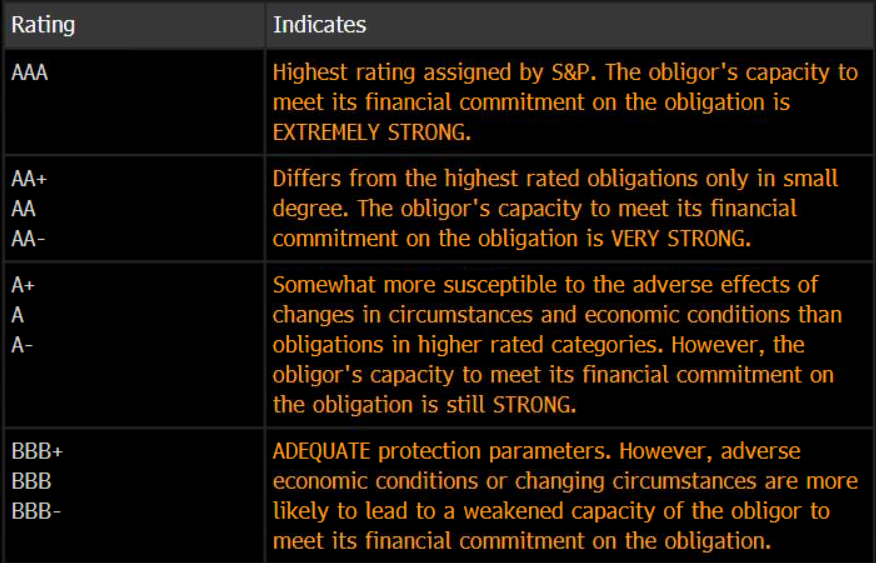 Rating Indicates
AAA Highest rating assigned by S&P. The obligor's capacity to
meet its financial commitment on the obligation is
EXTREMELY STRONG.
AA+ Differs from the highest rated obligations only in small
AA degree. The obligor's capacity to meet its financial
AA- commitment on the obligation is VERY STRONG.
A+ Somewhat more susceptible to the adverse effects of
A changes in circumstances and economic conditions than
A- obligations in higher rated categories. However, the
obligor's capacity to meet its financial commitment on
the obligation is still STRONG.
BBB+ ADEQUATE protection parameters. However, adverse
BBB economic conditions or changing circumstances are more
BBB- likely to lead to a weakened capacity of the obligor to
meet its financial commitment on the obligation.